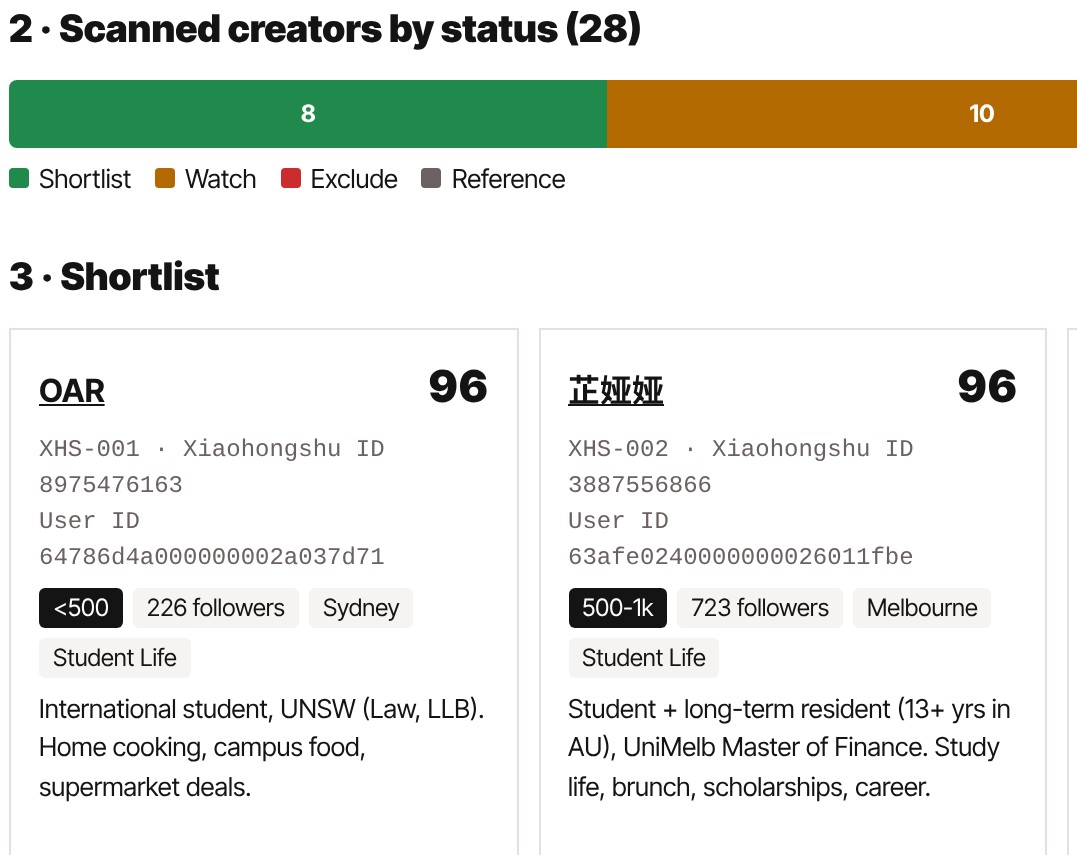 2 · Scanned creators by status (28)
8 10
Shortlist Watch Exclude Reference
3 · Shortlist
OAR 96
XHS-001 · Xiaohongshu ID
8975476163
User ID
64786d4a000000002a037d71
<500 226 followers Sydney
Student Life
International student, UNSW (Law, LLB).
Home cooking, campus food,
supermarket deals.
芷娅娅 96
XHS-002 · Xiaohongshu ID
3887556866
User ID
63afe0240000000026011fbe
500-1k 723 followers Melbourne
Student Life
Student + long-term resident (13+ yrs in
AU), UniMelb Master of Finance. Study
life, brunch, scholarships, career.